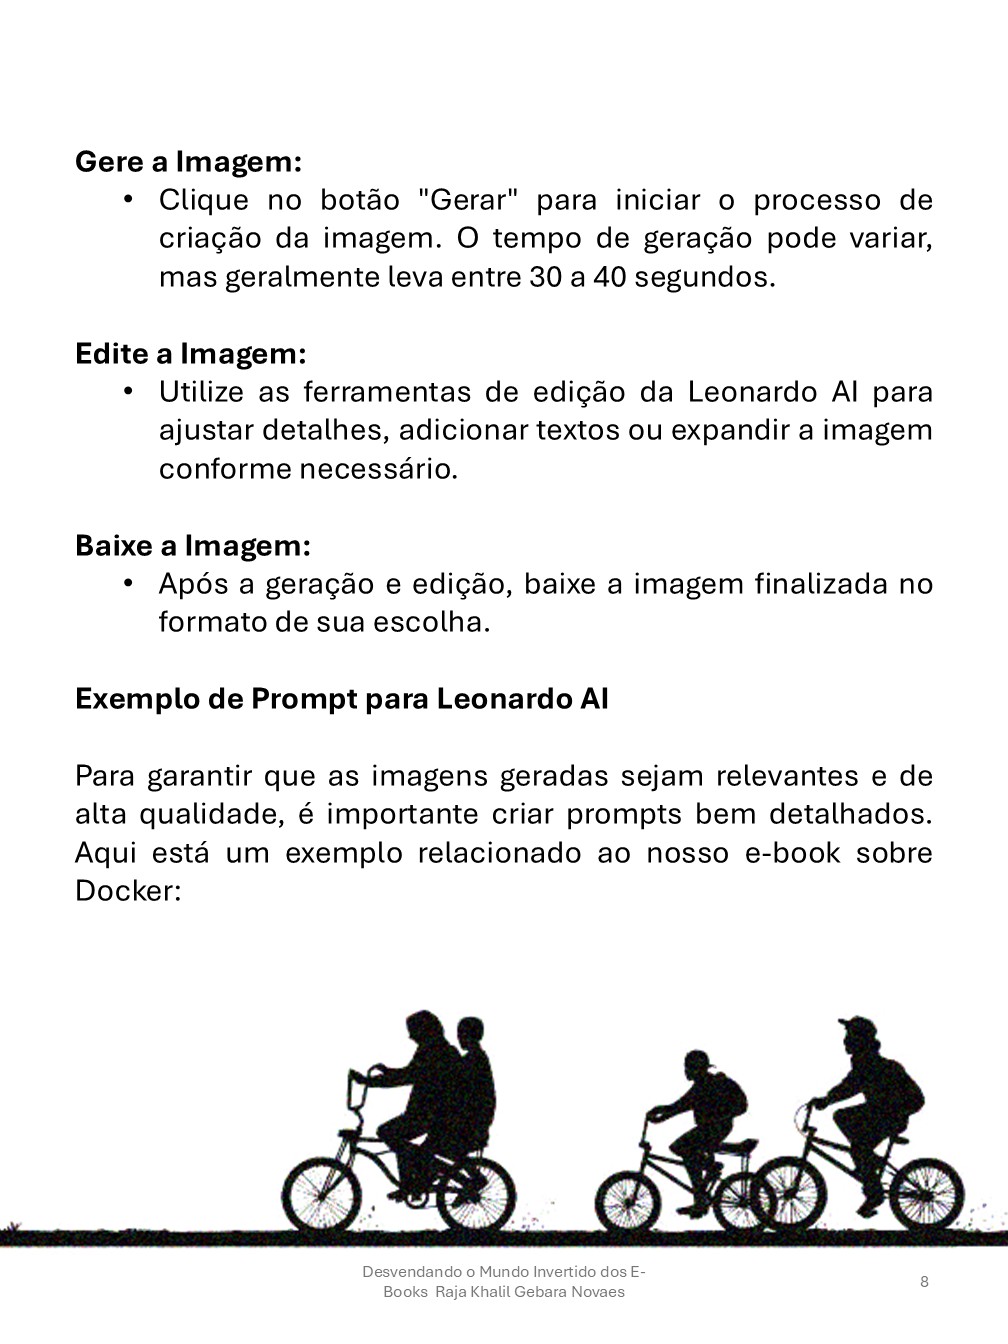 Gere a Imagem:
• Clique no botão "Gerar" para iniciar o processo de
criação da imagem. O tempo de geração pode variar,
mas geralmente leva entre 30 a 40 segundos.
Edite a Imagem:
• Utilize as ferramentas de edição da Leonardo AI para
ajustar detalhes, adicionar textos ou expandir a imagem
conforme necessário.
Baixe a Imagem:
• Após a geração e edição, baixe a imagem finalizada no
formato de sua escolha.
Exemplo de Prompt para Leonardo AI
Para garantir que as imagens geradas sejam relevantes e de
alta qualidade, é importante criar prompts bem detalhados.
Aqui está um exemplo relacionado ao nosso e-book sobre
Docker:
Desvendando o Mundo Invertido dos E-
Books Raja Khalil Gebara Novaes
8